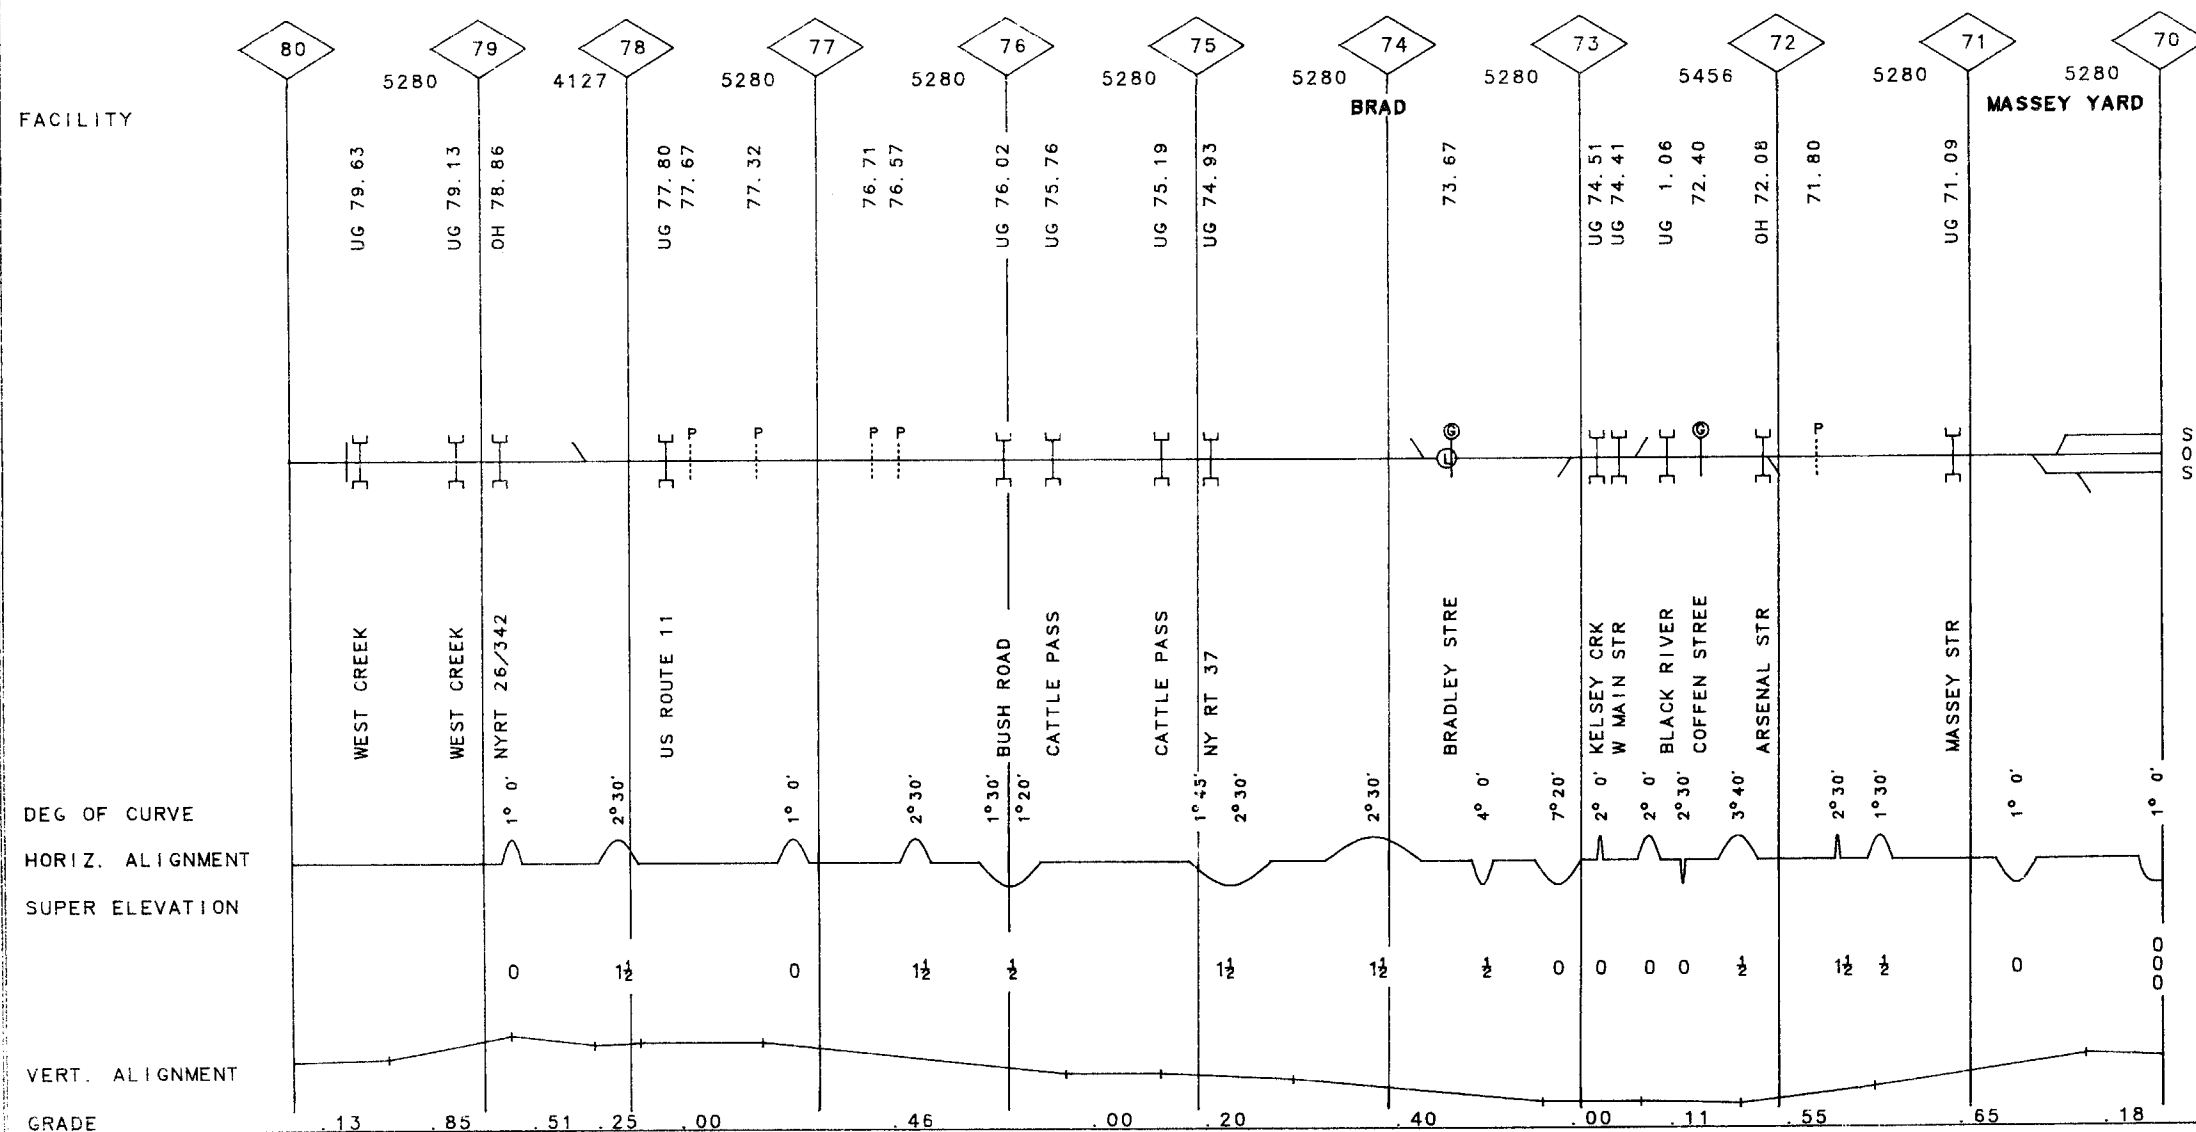 80 79 78 77 76 75 74 73 72 71 70
5280 4127 5280 5280 5280 5280 5280 5456 5280 5280
BRAD MASSEY YARD
FACILITY
UG 79.63
UG 79.13
OH 78.86
UG 77.80
77.67
77.32
76.71
76.57
UG 76.02
UG 75.76
UG 75.19
UG 74.93
73.67
UG 74.51
UG 74.41
UG 1.06
72.40
OH 72.08
71.80
UG 71.09
P P P P G G P
L
S
O
S
WEST CREEK
WEST CREEK
NYRT 26/342
US ROUTE 11
BUSH ROAD
CATTLE PASS
CATTLE PASS
NY RT 37
BRADLEY STRE
KELSEY CRK
W MAIN STR
BLACK RIVER
COFFEN STREE
ARSENAL STR
MASSEY STR
DEG OF CURVE
1° 0' 2°30' 1° 0' 2°30' 1°30' 1°20' 1°45' 2°30' 2°30' 4° 0' 7°20' 2° 0' 2° 0' 2°30' 3°40' 2°30' 1°30' 1° 0' 1° 0'
HORIZ. ALIGNMENT
SUPER ELEVATION
0 1½ 0 1½ ½ 1½ 1½ ½ 0 0 0 0 ½ 1½ ½ 0 0
0
0
VERT. ALIGNMENT
GRADE .13 .85 .51 .25 .00 .46 .00 .20 .40 .00 .11 .55 .65 .18